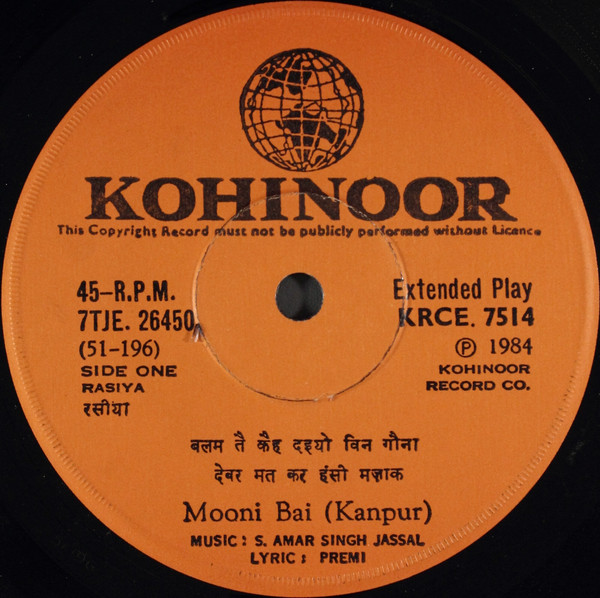 KOHINOOR
This Copyright Record must not be publicly performed without Licence
45-R.P.M.
7TJE. 26450
(51-196)
SIDE ONE
RASIYA
रसीया
Extended Play
KRCE. 7514
℗ 1984
KOHINOOR
RECORD CO.
बलम तै कैह दइयो विन गौना
देबर मत कर हंसी मज़ाक
Mooni Bai (Kanpur)
MUSIC : S. AMAR SINGH JASSAL
LYRIC : PREMI